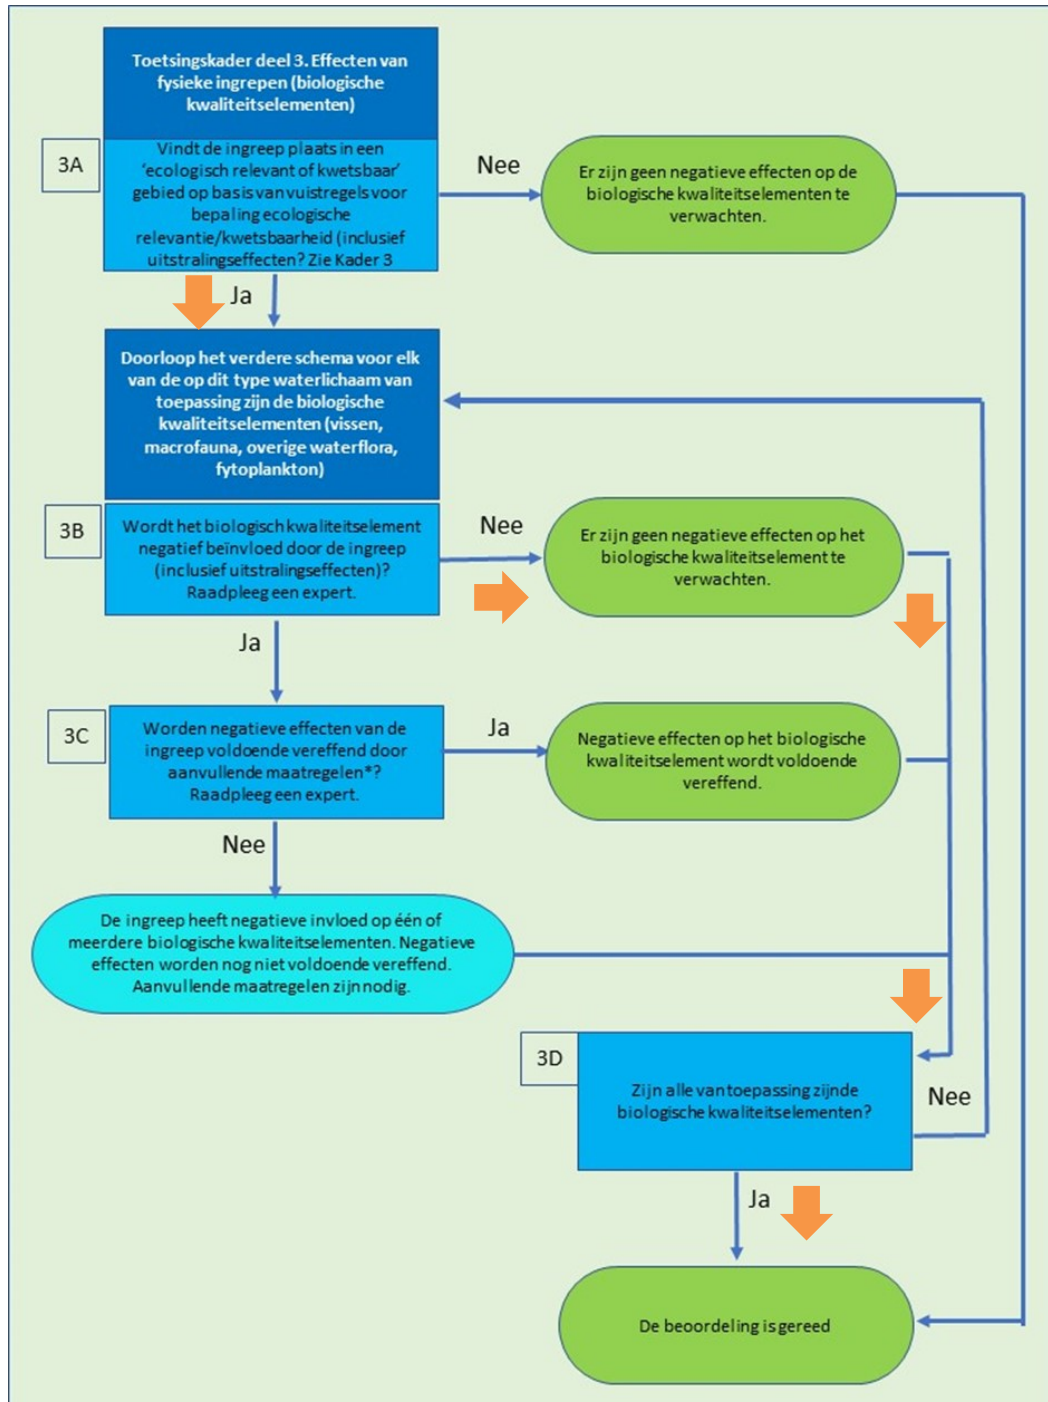 Toetsingskader deel 3. Effecten van
fysieke ingrepen (biologische
kwaliteitselementen)
3A
Vindt de ingreep plaats in een
‘ecologisch relevant of kwetsbaar’
gebied op basis van vuistregels voor
bepaling ecologische
relevantie/kwetsbaarheid (inclusief
uitstralingseffecten? Zie Kader 3
Nee
Er zijn geen negatieve effecten op de
biologische kwaliteitselementen te
verwachten.
Ja
Doorloop het verdere schema voor elk
van de op dit type waterlichaam van
toepassing zijn de biologische
kwaliteitselementen (vissen,
macrofauna, overige waterflora,
fytoplankton)
3B
Wordt het biologisch kwaliteitselement
negatief beïnvloed door de ingreep
(inclusief uitstralingseffecten)?
Raadpleeg een expert.
Nee
Er zijn geen negatieve effecten op het
biologische kwaliteitselement te
verwachten.
Ja
3C
Worden negatieve effecten van de
ingreep voldoende vereffend door
aanvullende maatregelen*?
Raadpleeg een expert.
Ja
Negatieve effecten op het biologische
kwaliteitselement wordt voldoende
vereffend.
Nee
De ingreep heeft negatieve invloed op één of
meerdere biologische kwaliteitselementen. Negatieve
effecten worden nog niet voldoende vereffend.
Aanvullende maatregelen zijn nodig.
3D
Zijn alle van toepassing zijnde
biologische kwaliteitselementen?
Nee
Ja
De beoordeling is gereed